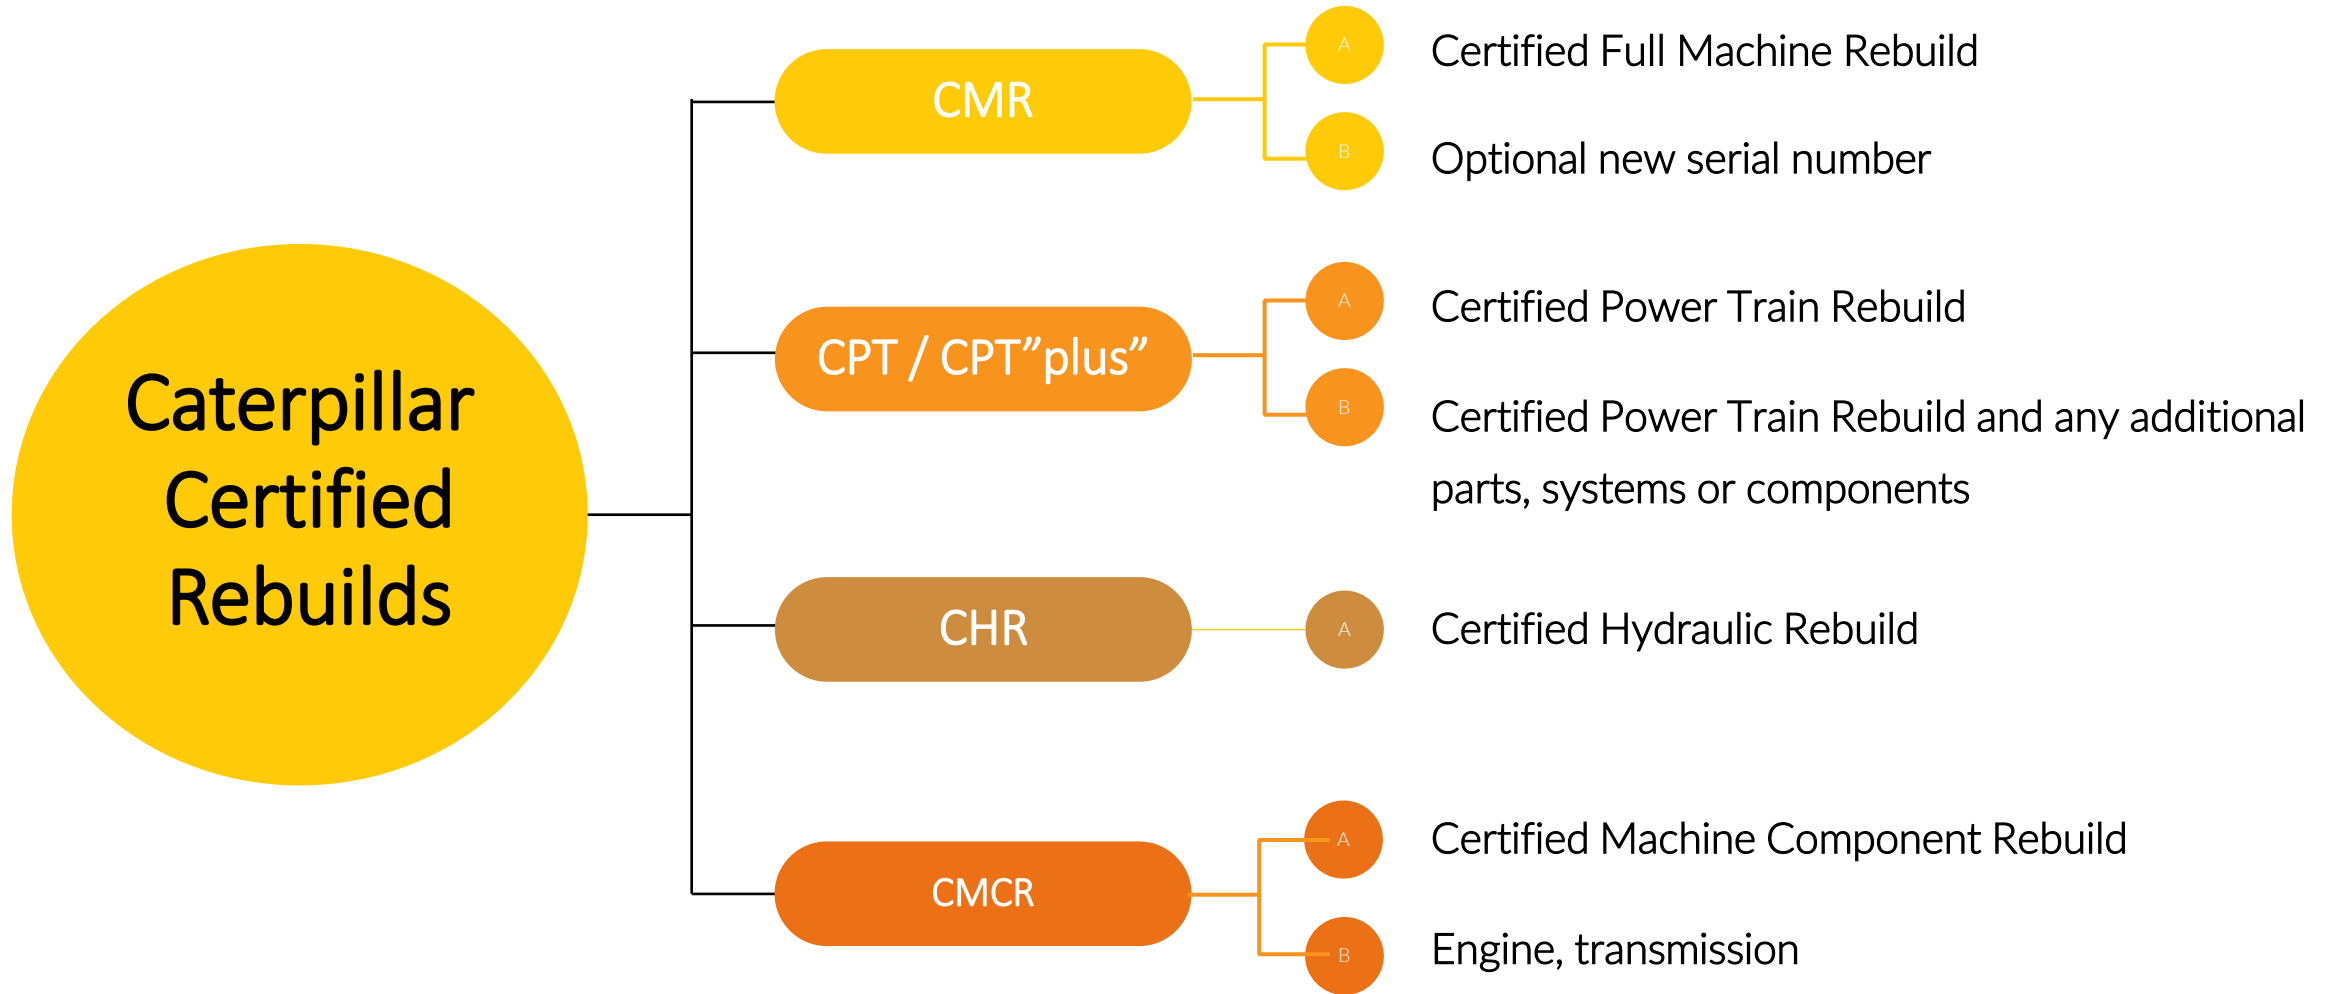 Caterpillar
Certified
Rebuilds
CMR
A
Certified Full Machine Rebuild
B
Optional new serial number
CPT / CPT”plus”
A
Certified Power Train Rebuild
B
Certified Power Train Rebuild and any additional
parts, systems or components
CHR
A
Certified Hydraulic Rebuild
CMCR
A
Certified Machine Component Rebuild
B
Engine, transmission